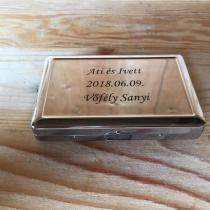 Ati és Ivett
2018.06.09.
Vőfély Sanyi